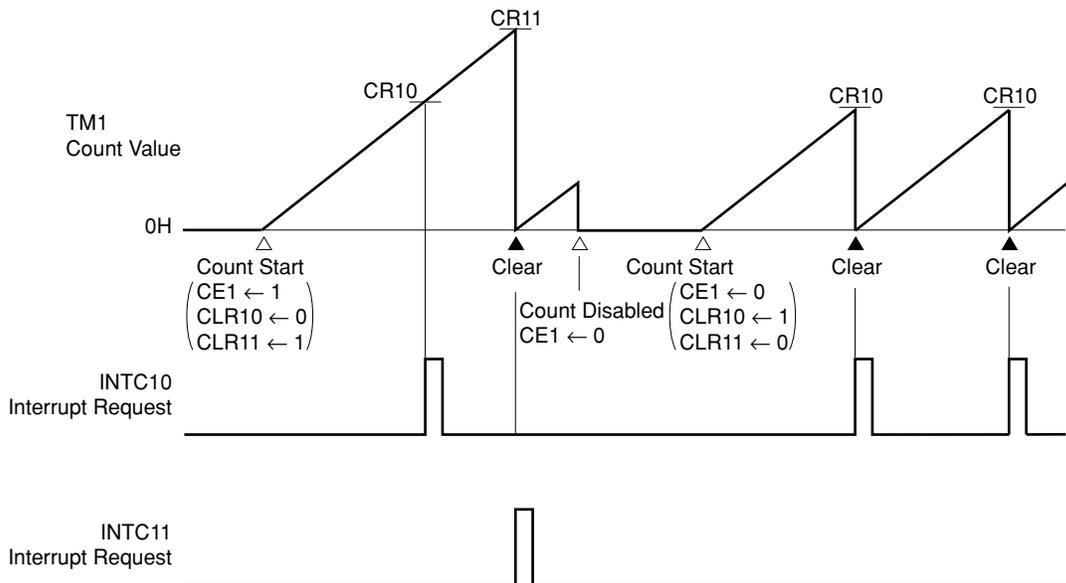 CR11
CR10
CR10
CR10
TM1
Count Value
0H
Count Start
CE1 ← 1
CLR10 ← 0
CLR11 ← 1
Clear
Count Disabled
CE1 ← 0
Count Start
CE1 ← 0
CLR10 ← 1
CLR11 ← 0
Clear
Clear
INTC10
Interrupt Request
INTC11
Interrupt Request